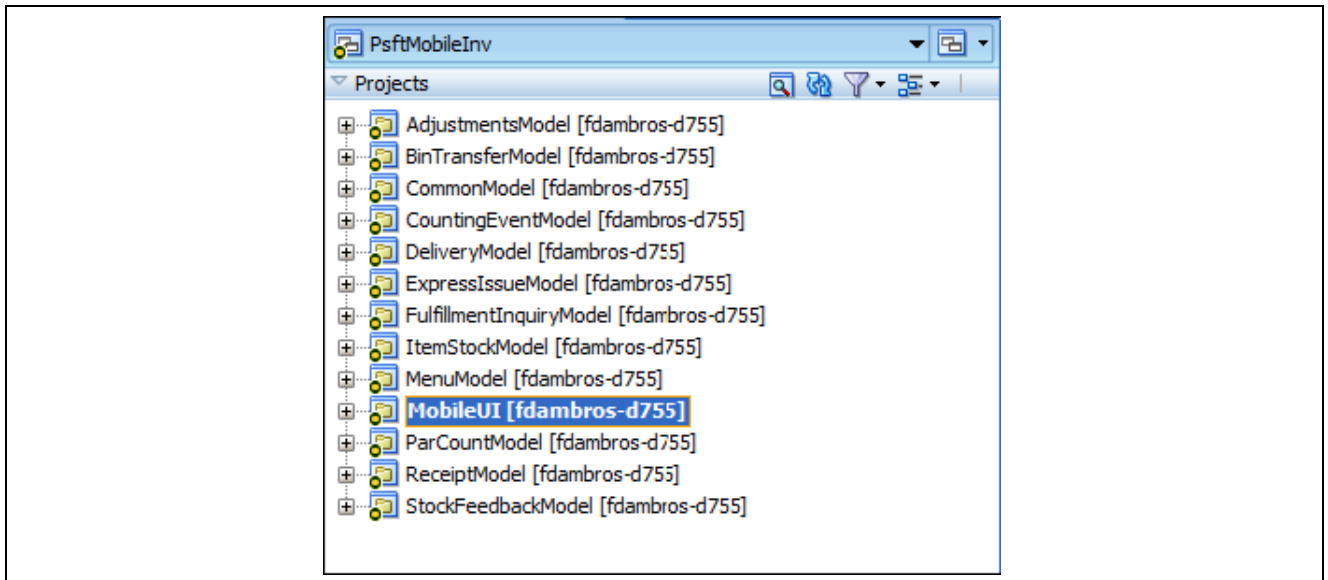 PsftMobileInv
Projects
AdjustmentsModel [fdambros-d755]
BinTransferModel [fdambros-d755]
CommonModel [fdambros-d755]
CountingEventModel [fdambros-d755]
DeliveryModel [fdambros-d755]
ExpressIssueModel [fdambros-d755]
FulfillmentInquiryModel [fdambros-d755]
ItemStockModel [fdambros-d755]
MenuModel [fdambros-d755]
MobileUI [fdambros-d755]
ParCountModel [fdambros-d755]
ReceiptModel [fdambros-d755]
StockFeedbackModel [fdambros-d755]